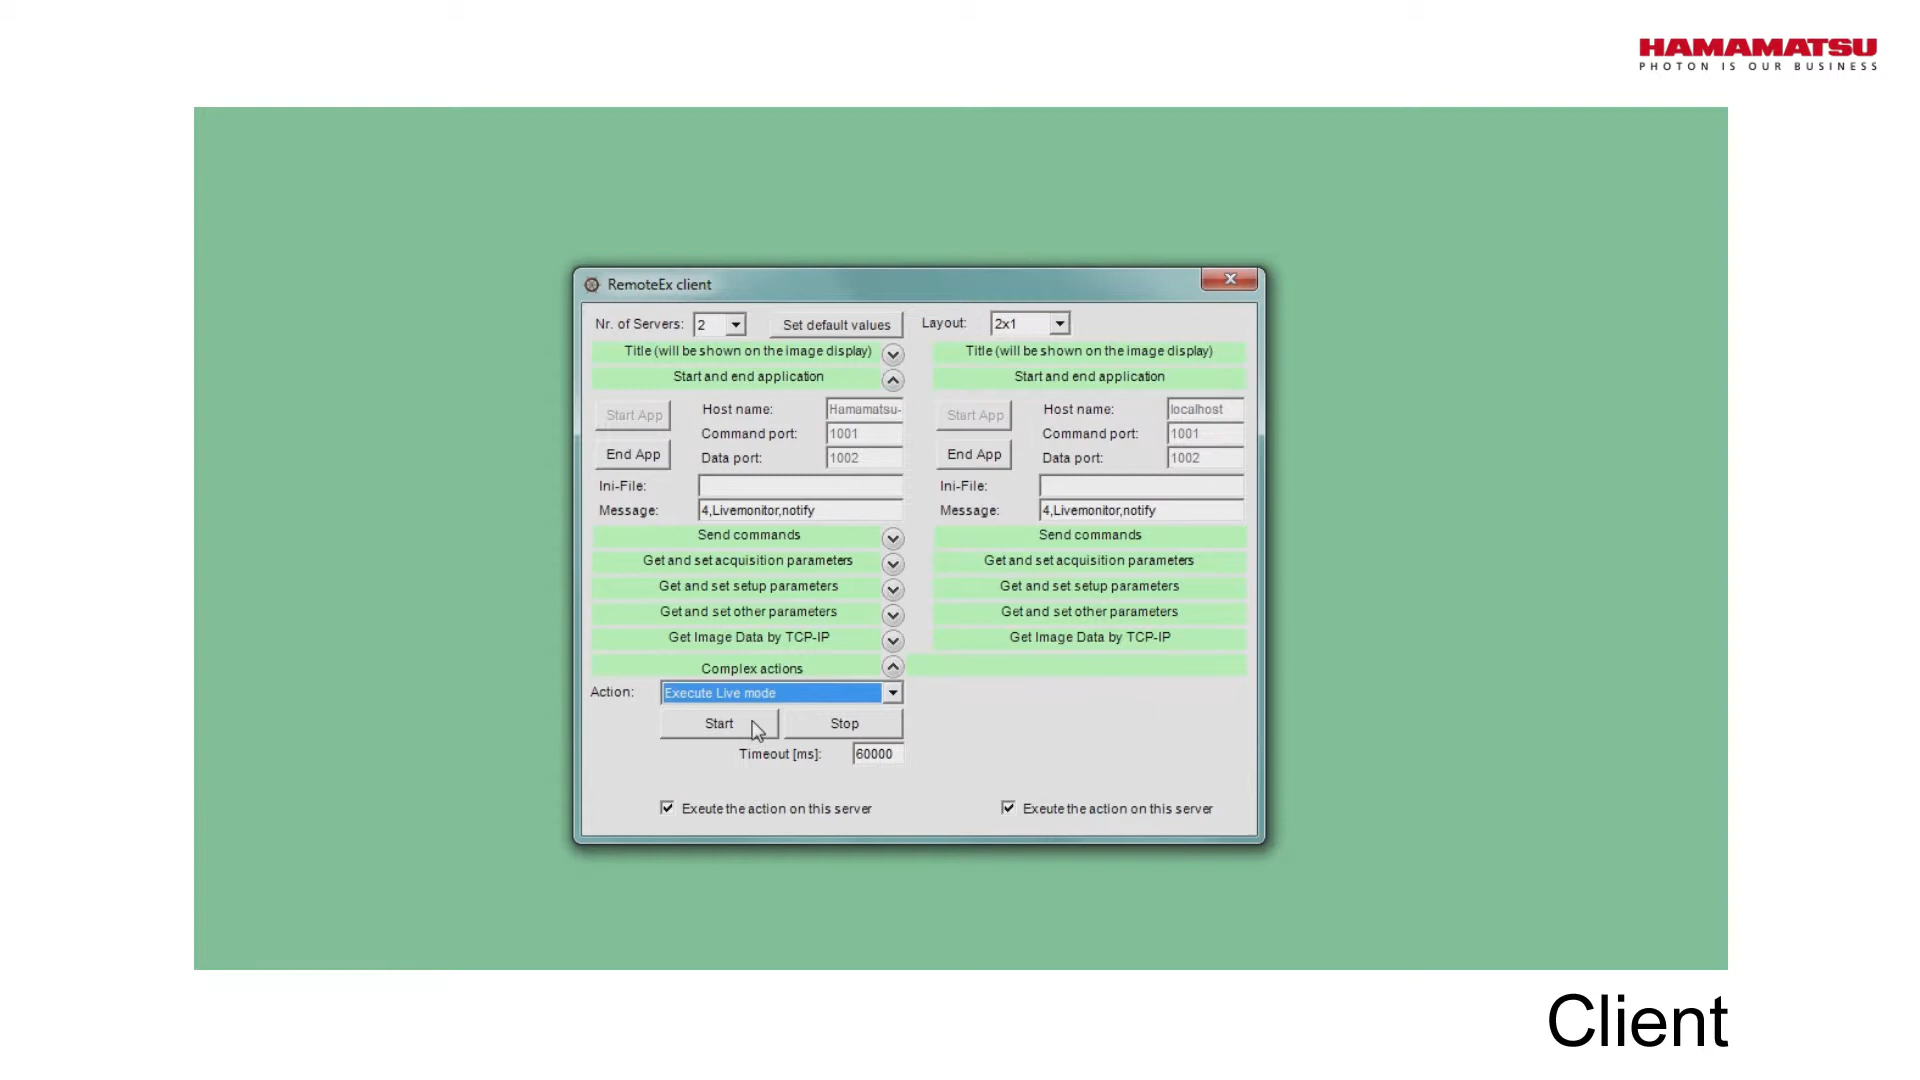 HAMAMATSU
PHOTON IS OUR BUSINESS
RemoteEx client
Nr. of Servers: 2 Set default values Layout: 2x1
Title (will be shown on the image display) Title (will be shown on the image display)
Start and end application Start and end application
Start App Host name: Hamamatsu- Start App Host name: localhost
Command port: 1001 Command port: 1001
End App Data port: 1002 End App Data port: 1002
Ini-File: Ini-File:
Message: 4,Livemonitor,notify Message: 4,Livemonitor,notify
Send commands Send commands
Get and set acquisition parameters Get and set acquisition parameters
Get and set setup parameters Get and set setup parameters
Get and set other parameters Get and set other parameters
Get Image Data by TCP-IP Get Image Data by TCP-IP
Complex actions
Action: Execute Live mode
Start Stop
Timeout [ms]: 60000
Exeute the action on this server Exeute the action on this server
Client